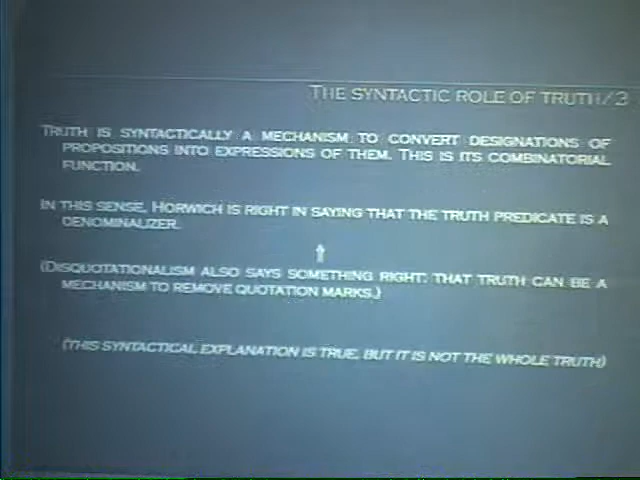 THE SYNTACTIC ROLE OF TRUTH/3
TRUTH IS SYNTACTICALLY A MECHANISM TO CONVERT DESIGNATIONS OF
PROPOSITIONS INTO EXPRESSIONS OF THEM. THIS IS ITS COMBINATORIAL
FUNCTION.
IN THIS SENSE, HORWICH IS RIGHT IN SAYING THAT THE TRUTH PREDICATE IS A
DENOMINALIZER.
(DISQUOTATIONALISM ALSO SAYS SOMETHING RIGHT: THAT TRUTH CAN BE A
MECHANISM TO REMOVE QUOTATION MARKS.)
(THIS SYNTACTICAL EXPLANATION IS TRUE, BUT IT IS NOT THE WHOLE TRUTH)